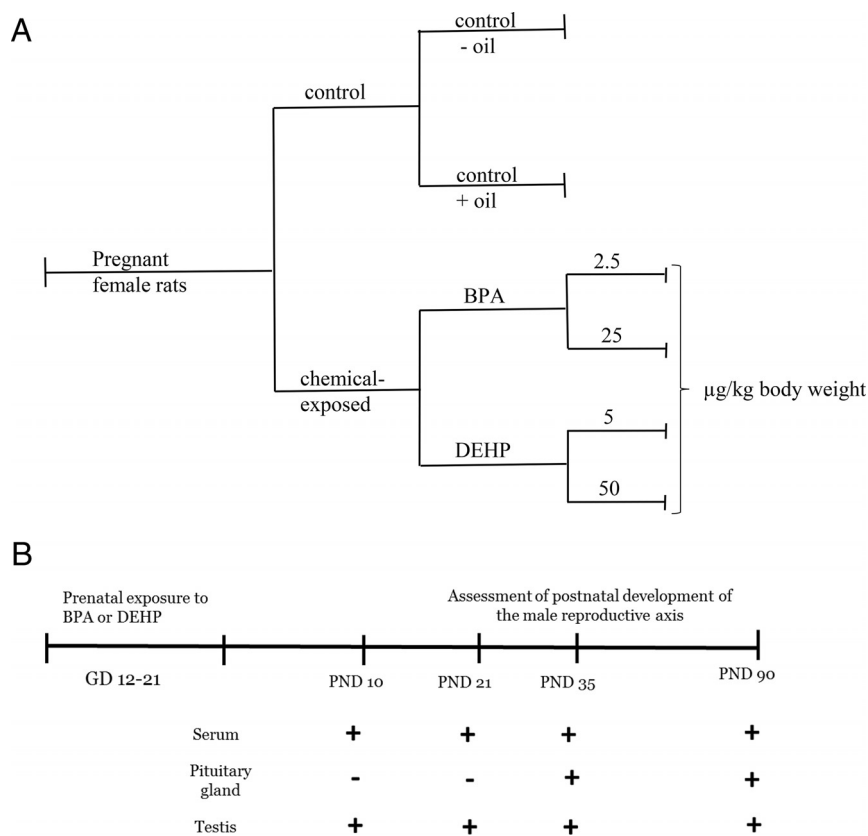 A
control
- oil
control
control
+ oil
Pregnant
female rats
2.5
BPA
25
chemical-
exposed
µg/kg body weight
5
DEHP
50
B
Prenatal exposure to
BPA or DEHP
Assessment of postnatal development of
the male reproductive axis
GD 12-21
PND 10
PND 21
PND 35
PND 90
Serum + + + +
Pituitary
gland - - + +
Testis + + + +